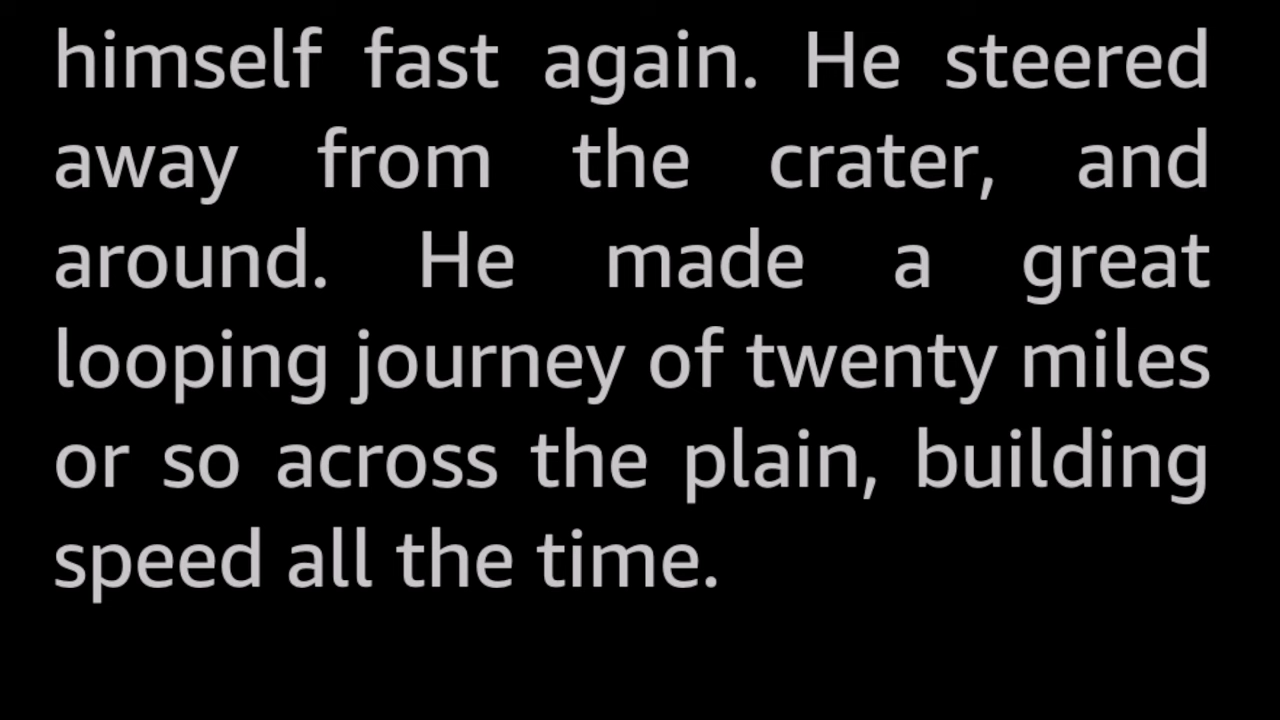 himself fast again. He steered
away from the crater, and
around. He made a great
looping journey of twenty miles
or so across the plain, building
speed all the time.